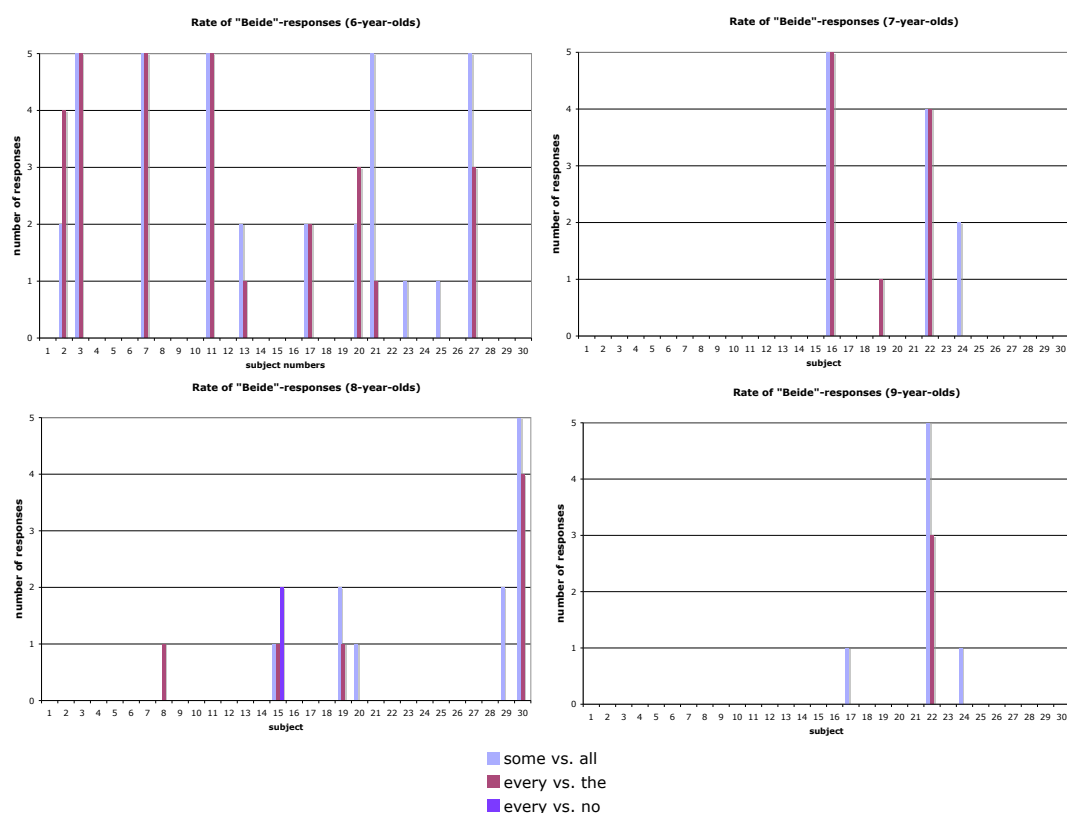 Rate of "Beide"-responses (6-year-olds)
number of responses
5
4
3
2
1
0
1 2 3 4 5 6 7 8 9 10 11 12 13 14 15 16 17 18 19 20 21 22 23 24 25 26 27 28 29 30
subject numbers
Rate of "Beide"-responses (7-year-olds)
number of responses
5
4
3
2
1
0
1 2 3 4 5 6 7 8 9 10 11 12 13 14 15 16 17 18 19 20 21 22 23 24 25 26 27 28 29 30
subject
Rate of "Beide"-responses (8-year-olds)
number of responses
5
4
3
2
1
0
1 2 3 4 5 6 7 8 9 10 11 12 13 14 15 16 17 18 19 20 21 22 23 24 25 26 27 28 29 30
subject
Rate of "Beide"-responses (9-year-olds)
number of responses
5
4
3
2
1
0
1 2 3 4 5 6 7 8 9 10 11 12 13 14 15 16 17 18 19 20 21 22 23 24 25 26 27 28 29 30
subject
some vs. all
every vs. the
every vs. no